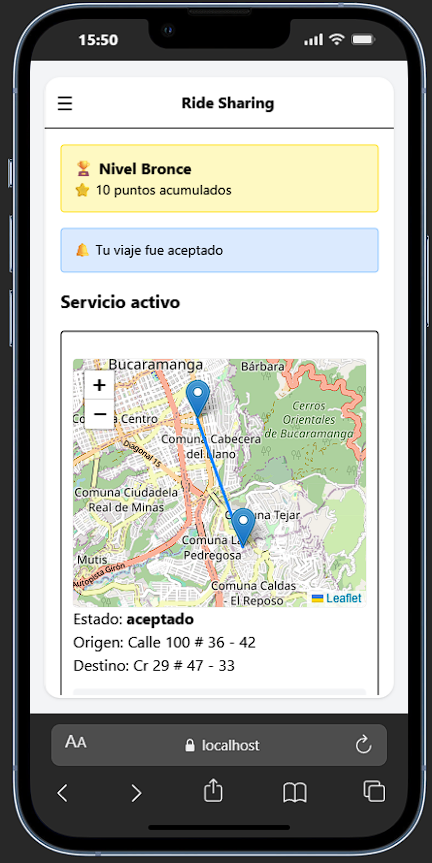 15:50
Ride Sharing
Nivel Bronce
10 puntos acumulados
Tu viaje fue aceptado
Servicio activo
Bucaramanga
Bárbara
+
−
Centro
Cerros
Orientales
de Bucaramanga
Comuna Cabecera
del Llano
Diagonal 15
Comuna Ciudadela
Real de Minas
Comuna Tejar
Comuna La
Pedregosa
Mutis
Autopista Girón
Comuna Caldas
- El Reposo
Leaflet
Estado: aceptado
Origen: Calle 100 # 36 - 42
Destino: Cr 29 # 47 - 33
AA
localhost